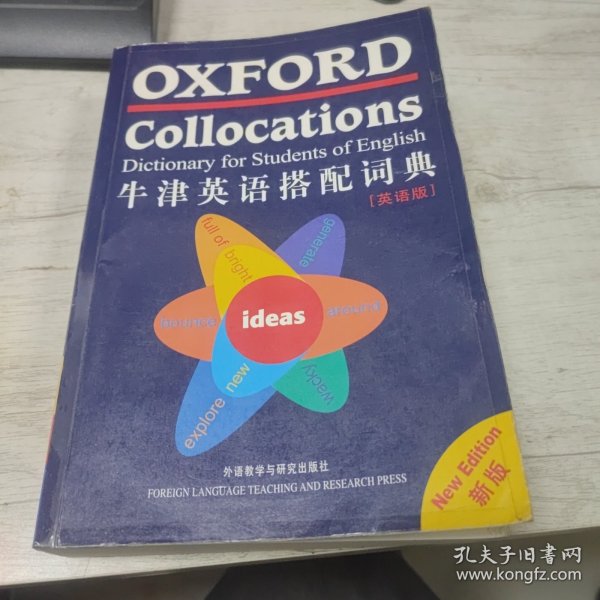 OXFORD
Collocations
Dictionary for Students of English
牛津英语搭配词典
[英语版]
full of
bright
generate
bounce
ideas
around
explore
new
wacky
外语教学与研究出版社
FOREIGN LANGUAGE TEACHING AND RESEARCH PRESS
New Edition
新版
孔夫子旧书网
www.kongfz.com